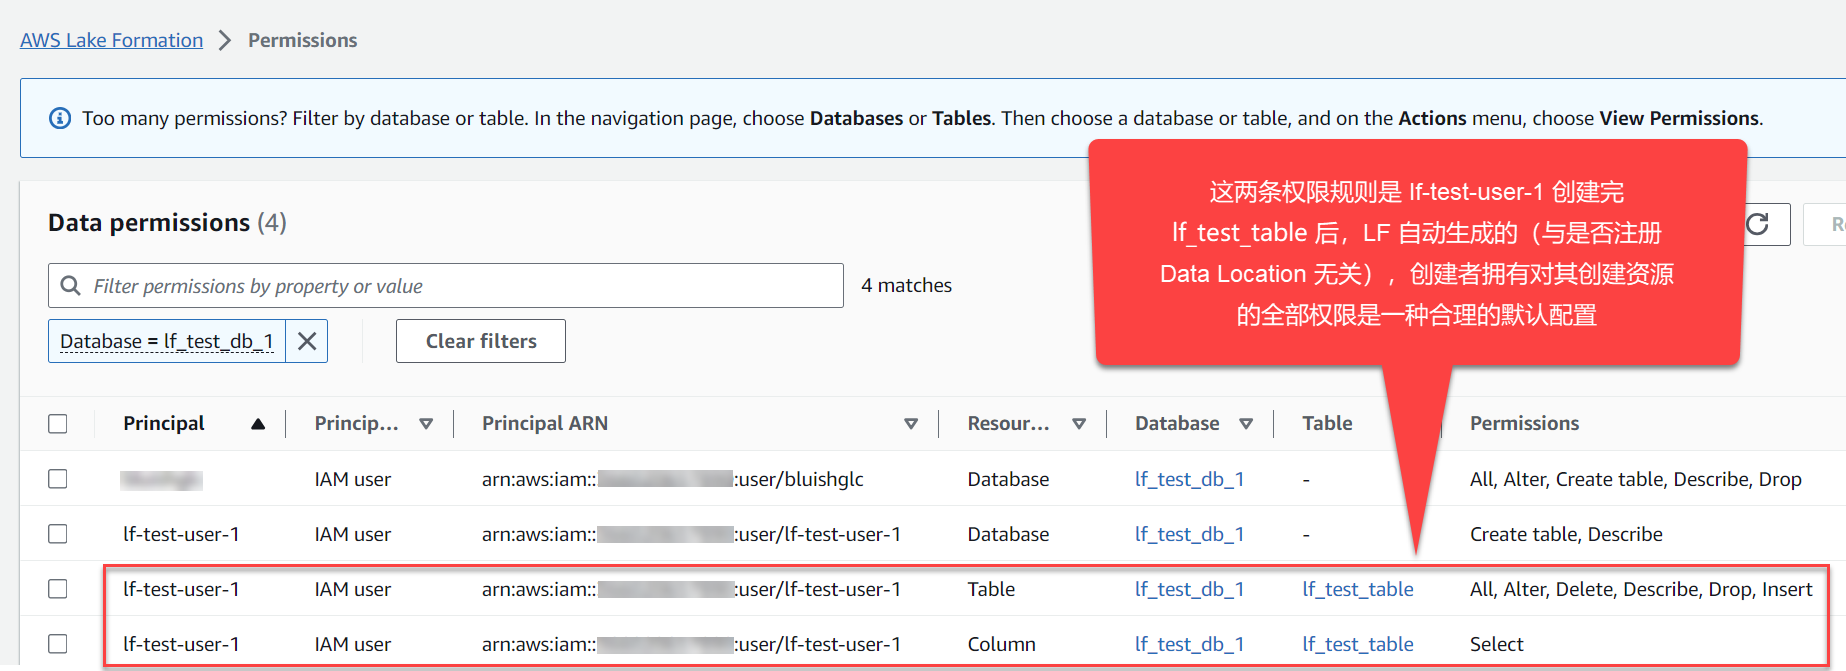 AWS Lake Formation > Permissions
Too many permissions? Filter by database or table. In the navigation page, choose Databases or Tables. Then choose a database or table, and on the Actions menu, choose View Permissions.
这两条权限规则是 lf-test-user-1 创建完
lf_test_table 后，LF 自动生成的（与是否注册
Data Location 无关），创建者拥有对其创建资源
的全部权限是一种合理的默认配置
Data permissions (4)
Filter permissions by property or value
4 matches
Database = lf_test_db_1
Clear filters
Principal Princip... Principal ARN Resour... Database Table Permissions
IAM user arn:aws:iam:: :user/bluishglc Database lf_test_db_1 - All, Alter, Create table, Describe, Drop
lf-test-user-1 IAM user arn:aws:iam:: :user/lf-test-user-1 Database lf_test_db_1 - Create table, Describe
lf-test-user-1 IAM user arn:aws:iam:: :user/lf-test-user-1 Table lf_test_db_1 lf_test_table All, Alter, Delete, Describe, Drop, Insert
lf-test-user-1 IAM user arn:aws:iam:: :user/lf-test-user-1 Column lf_test_db_1 lf_test_table Select